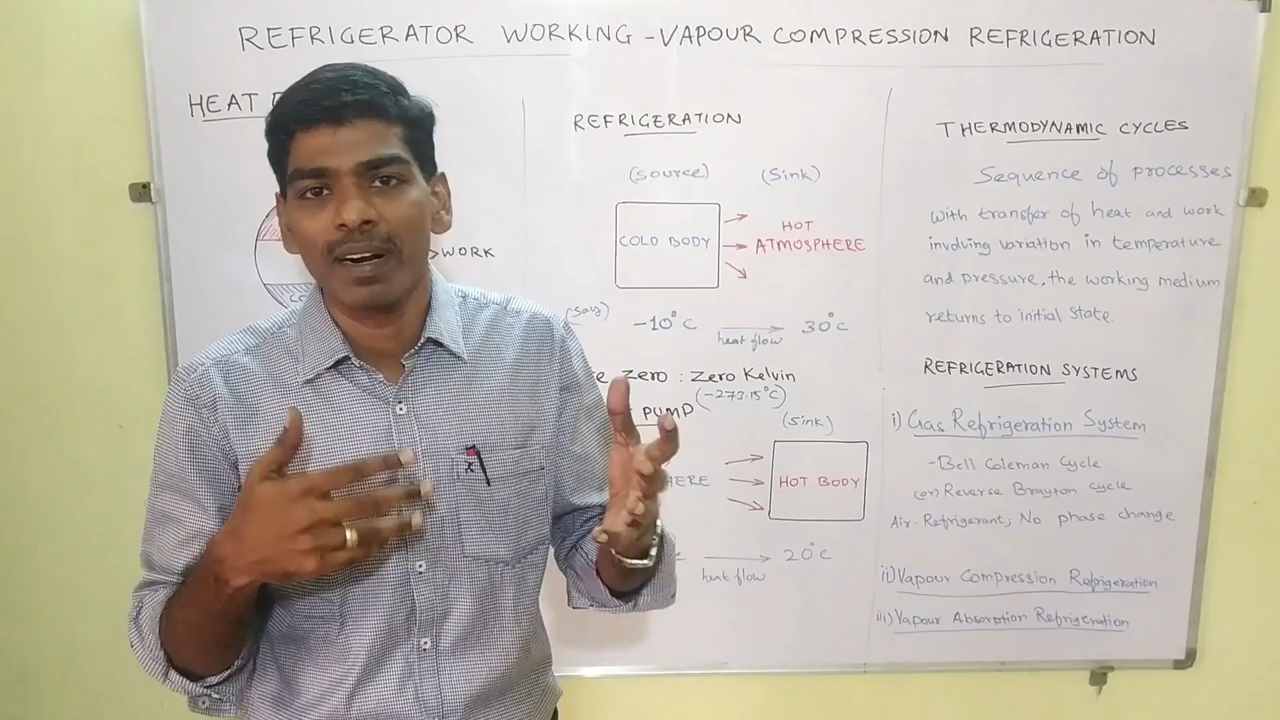 REFRIGERATOR WORKING - VAPOUR COMPRESSION REFRIGERATION
HEAT
WORK
REFRIGERATION
(Source) (Sink)
COLD BODY
HOT
ATMOSPHERE
(say)
-10°C 30°C
heat flow
Zero : Zero Kelvin
(-273.15°C)
PUMP
(Sink)
HOT BODY
20°C
heat flow
THERMODYNAMIC CYCLES
Sequence of processes
With transfer of heat and work
involving variation in temperature
and pressure, the working medium
returns to initial state.
REFRIGERATION SYSTEMS
i) Gas Refrigeration System
- Bell Coleman Cycle
(or) Reverse Brayton cycle
Air - Refrigerant; No phase change
ii) Vapour Compression Refrigeration
iii) Vapour Absorption Refrigeration